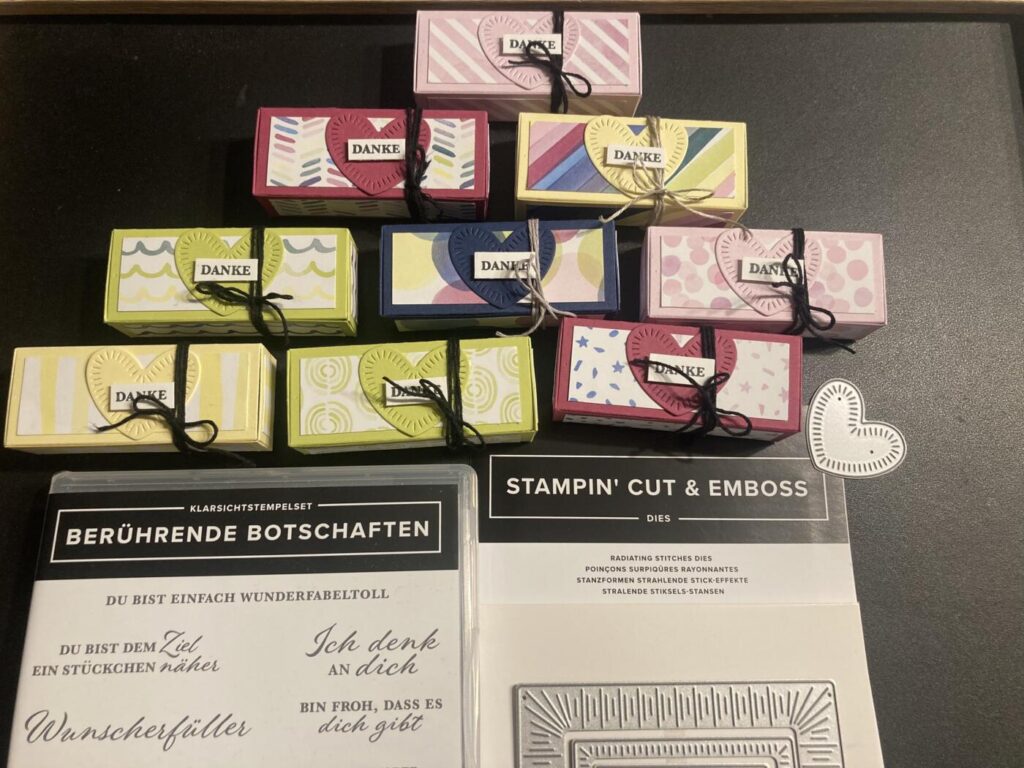 DANKE
DANKE
DANKE
DANKE
DANKE
DANKE
DANKE
DANKE
DANKE
KLARSICHTSTEMPELSET
BERÜHRENDE BOTSCHAFTEN
DU BIST EINFACH WUNDERFABELTOLL
DU BIST DEM Ziel
EIN STÜCKCHEN näher
Ich denk
AN dich
Wunscherfüller
BIN FROH, DASS ES
dich gibt
STAMPIN' CUT & EMBOSS
DIES
RADIATING STITCHES DIES
POINÇONS SURPIQÛRES RAYONNANTES
STANZFORMEN STRAHLENDE STICK-EFFEKTE
STRALENDE STIKSELS-STANSEN